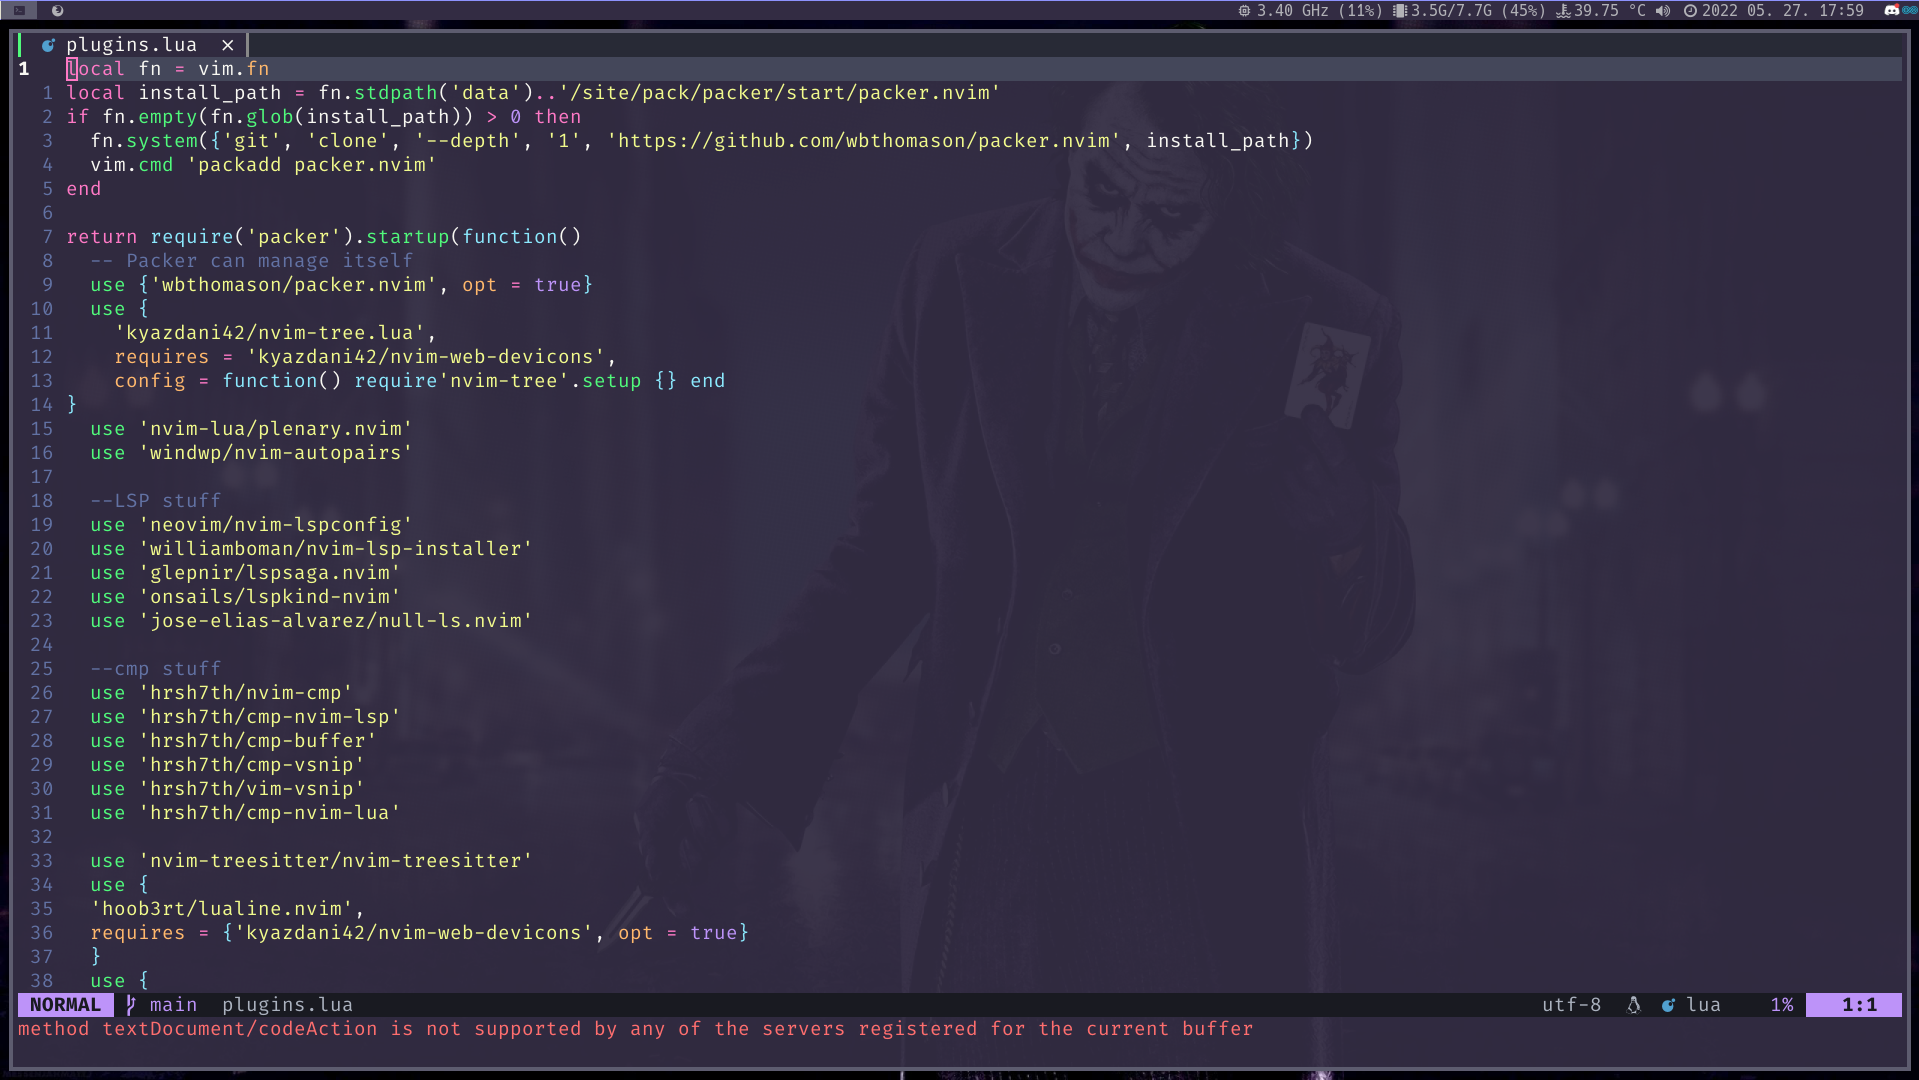 3.40 GHz (11%) 3.5G/7.7G (45%) 39.75 °C 2022 05. 27. 17:59
plugins.lua ×
1 local fn = vim.fn
1 local install_path = fn.stdpath('data')..'/site/pack/packer/start/packer.nvim'
2 if fn.empty(fn.glob(install_path)) > 0 then
3   fn.system({'git', 'clone', '--depth', '1', 'https://github.com/wbthomason/packer.nvim', install_path})
4   vim.cmd 'packadd packer.nvim'
5 end
6
7 return require('packer').startup(function()
8   -- Packer can manage itself
9   use {'wbthomason/packer.nvim', opt = true}
10   use {
11     'kyazdani42/nvim-tree.lua',
12     requires = 'kyazdani42/nvim-web-devicons',
13     config = function() require'nvim-tree'.setup {} end
14 }
15   use 'nvim-lua/plenary.nvim'
16   use 'windwp/nvim-autopairs'
17
18   --LSP stuff
19   use 'neovim/nvim-lspconfig'
20   use 'williamboman/nvim-lsp-installer'
21   use 'glepnir/lspsaga.nvim'
22   use 'onsails/lspkind-nvim'
23   use 'jose-elias-alvarez/null-ls.nvim'
24
25   --cmp stuff
26   use 'hrsh7th/nvim-cmp'
27   use 'hrsh7th/cmp-nvim-lsp'
28   use 'hrsh7th/cmp-buffer'
29   use 'hrsh7th/cmp-vsnip'
30   use 'hrsh7th/vim-vsnip'
31   use 'hrsh7th/cmp-nvim-lua'
32
33   use 'nvim-treesitter/nvim-treesitter'
34   use {
35   'hoob3rt/lualine.nvim',
36   requires = {'kyazdani42/nvim-web-devicons', opt = true}
37   }
38   use {
NORMAL main plugins.lua utf-8 lua 1% 1:1
method textDocument/codeAction is not supported by any of the servers registered for the current buffer